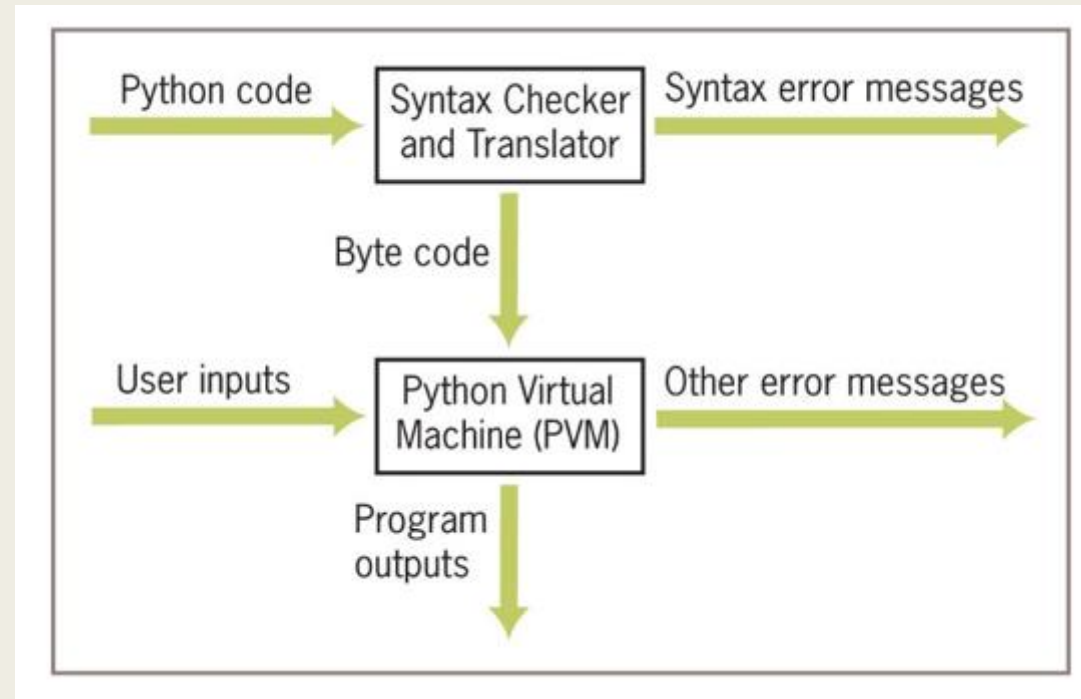 Python code
Syntax Checker
and Translator
Syntax error messages
Byte code
User inputs
Python Virtual
Machine (PVM)
Other error messages
Program
outputs